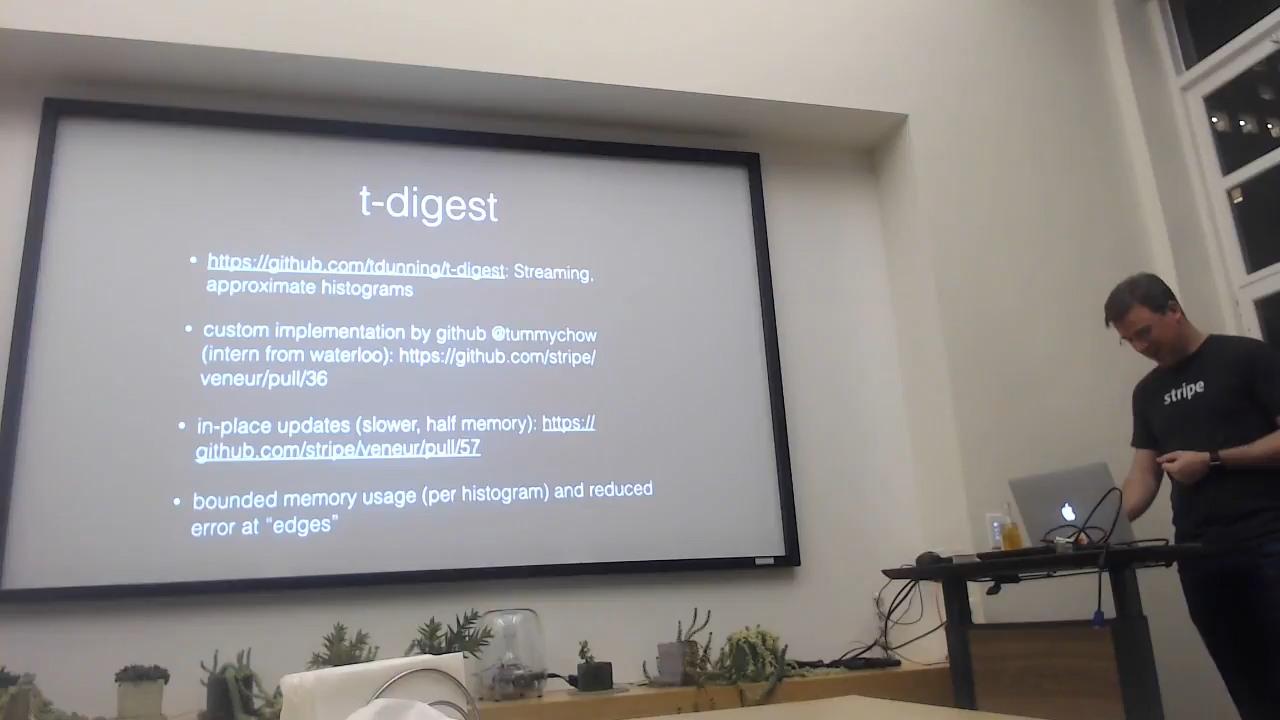 t-digest
• https://github.com/tdunning/t-digest: Streaming,
approximate histograms
• custom implementation by github @tummychow
(intern from waterloo): https://github.com/stripe/
veneur/pull/36
• in-place updates (slower, half memory): https://
github.com/stripe/veneur/pull/57
• bounded memory usage (per histogram) and reduced
error at “edges”
stripe